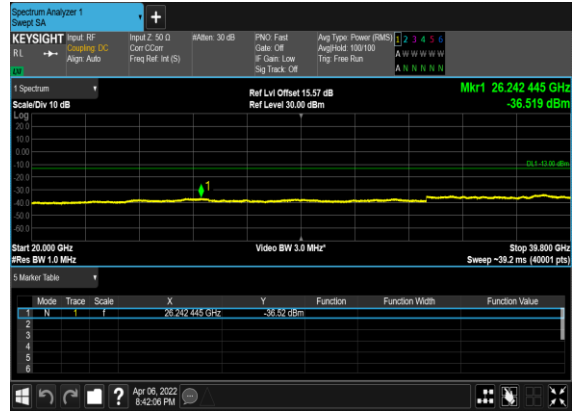 Spectrum Analyzer 1
Swept SA
+
KEYSIGHT Input: RF Input Z: 50 Ω #Atten: 30 dB PNO: Fast Avg Type: Power (RMS) 1 2 3 4 5 6
RL Coupling: DC Corr CCorr Gate: Off Avg|Hold: 100/100 A W W W W W
Align: Auto Freq Ref: Int (S) IF Gain: Low Trig: Free Run
Sig Track: Off A N N N N N
1 Spectrum Ref Lvl Offset 15.57 dB Mkr1 26.242 445 GHz
Scale/Div 10 dB Ref Level 30.00 dBm -36.519 dBm
Log
20.0
10.0
0.00
-10.0 DL1 -13.00 dBm
-20.0
-30.0 1
-40.0
-50.0
-60.0
Start 20.000 GHz Video BW 3.0 MHz* Stop 39.800 GHz
#Res BW 1.0 MHz Sweep ~39.2 ms (40001 pts)
5 Marker Table
Mode Trace Scale X Y Function Function Width Function Value
1 N 1 f 26.242 445 GHz -36.52 dBm
2
3
4
5
6
? Apr 06, 2022
8:42:06 PM